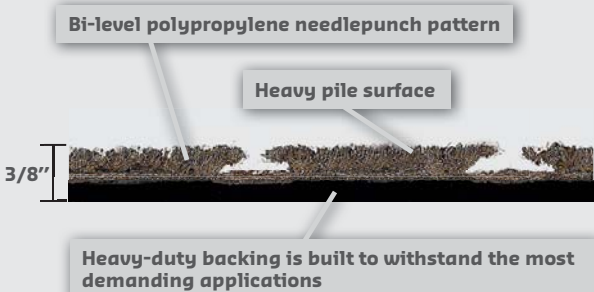 Bi-level polypropylene needlepunch pattern
Heavy pile surface
3/8"
Heavy-duty backing is built to withstand the most
demanding applications